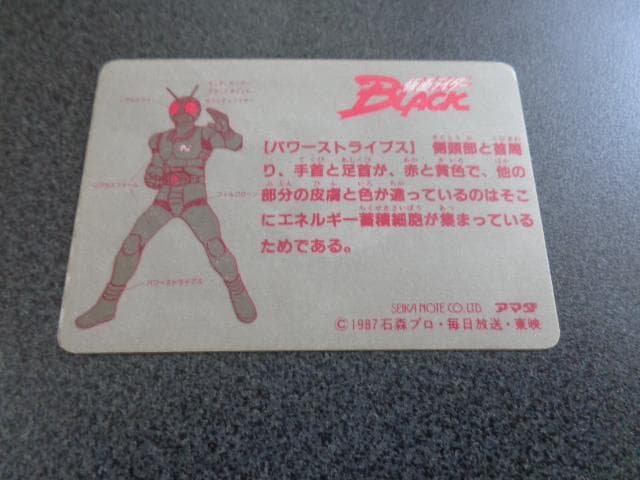 仮面ライダー
BLACK
【パワーストライプス】 側頭部と首周
り、手首と足首が、赤と黄色で、他の
部分の皮膚と色が違っているのはそこ
にエネルギー蓄積細胞が集まっている
ためである。
パワーストライプス
SEIKA NOTE CO.,LTD. アマダ
©1987石森プロ・毎日放送・東映